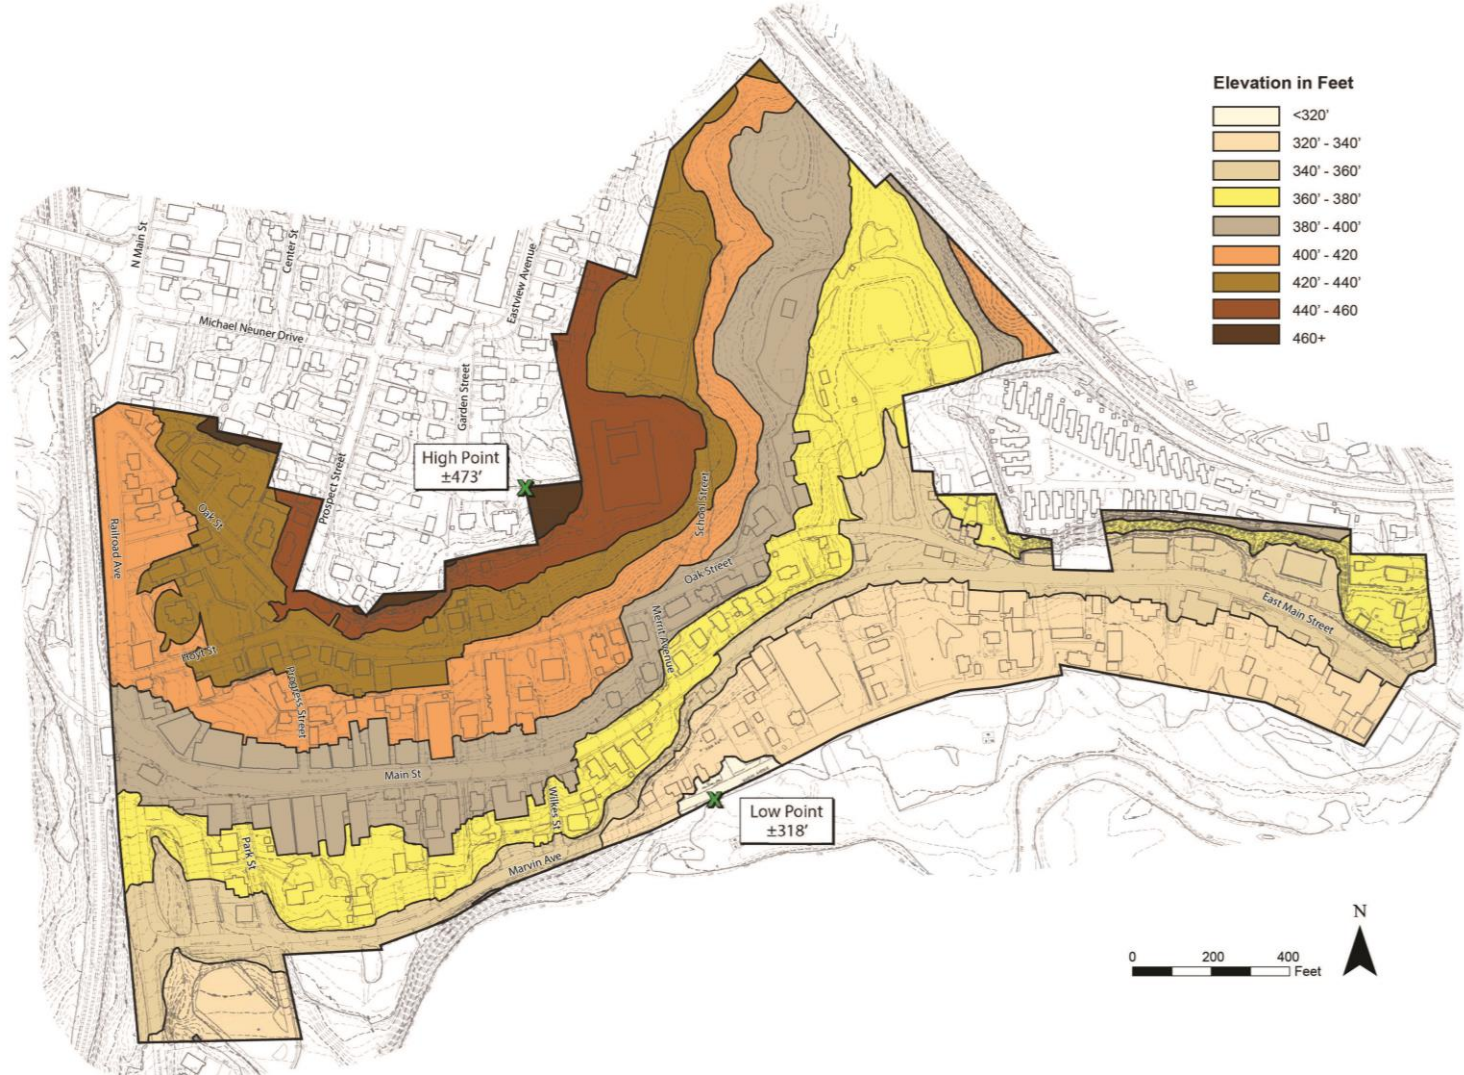 Elevation in Feet
<320'
320' - 340'
340' - 360'
360' - 380'
380' - 400'
400' - 420
420' - 440'
440' - 460
460+
N Main St
Center St
Eastview Avenue
Michael Neuner Drive
Garden Street
Prospect Street
High Point
±473'
Oak St
Railroad Ave
School Street
Oak Street
Merrit Avenue
East Main Street
Hoyt St
Progress Street
Main St
Wilkes St
Park St
Marvin Ave
Low Point
±318'
N
0 200 400
Feet